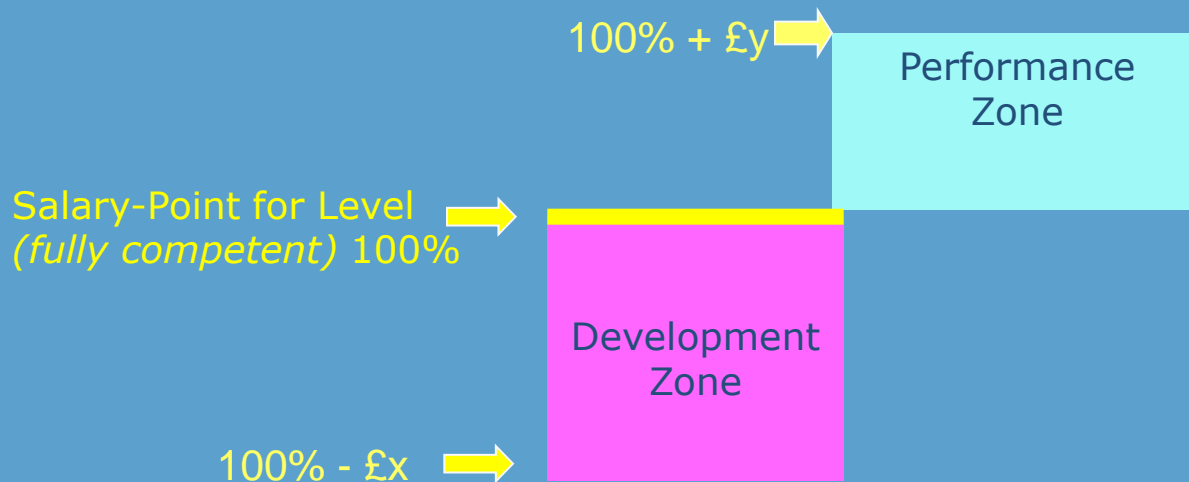 100% + £y
Performance
Zone
Salary-Point for Level
(fully competent) 100%
Development
Zone
100% - £x